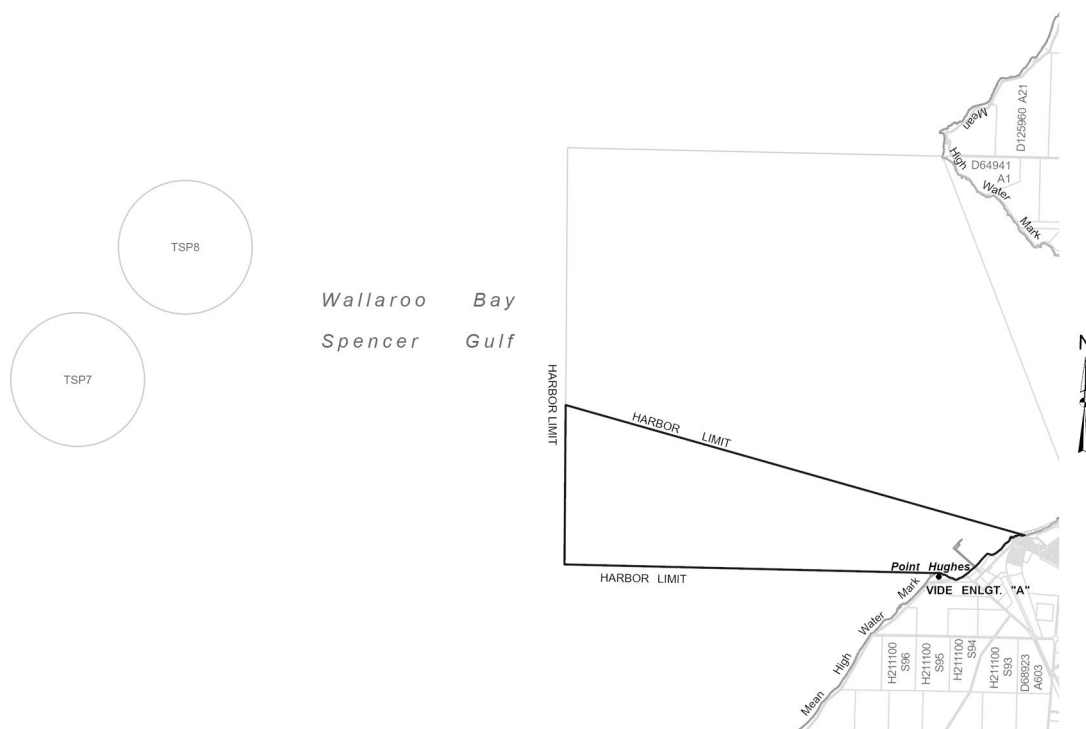 D125960 A21
Mean
High
D64941
A1
Water
Mark
TSP8
Wallaroo Bay
Spencer Gulf
N
TSP7
HARBOR LIMIT
HARBOR LIMIT
Point Hughes
HARBOR LIMIT
VIDE ENLGT. "A"
Mean High Water Mark
H211100
S96
H211100
S95
H211100
S94
H211100
S93
D68923
A603